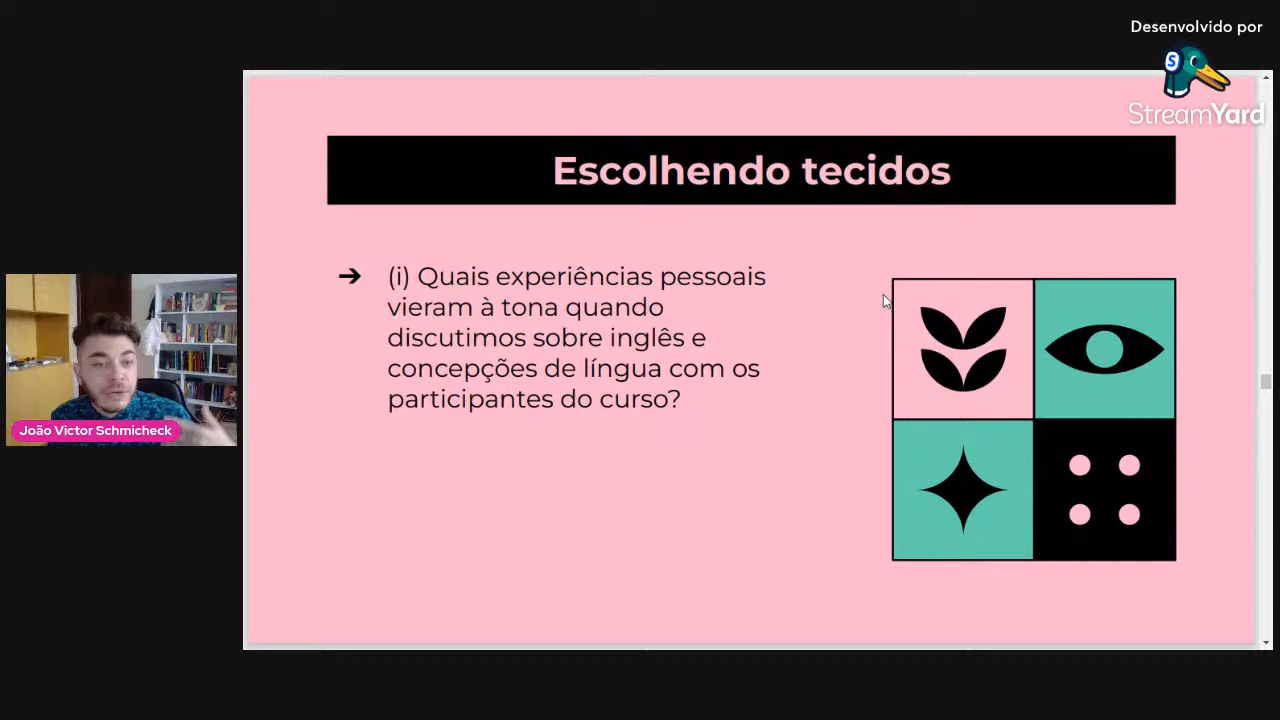 Desenvolvido por
StreamYard
Escolhendo tecidos
➔ (i) Quais experiências pessoais
vieram à tona quando
discutimos sobre inglês e
concepções de língua com os
participantes do curso?
João Victor Schmicheck